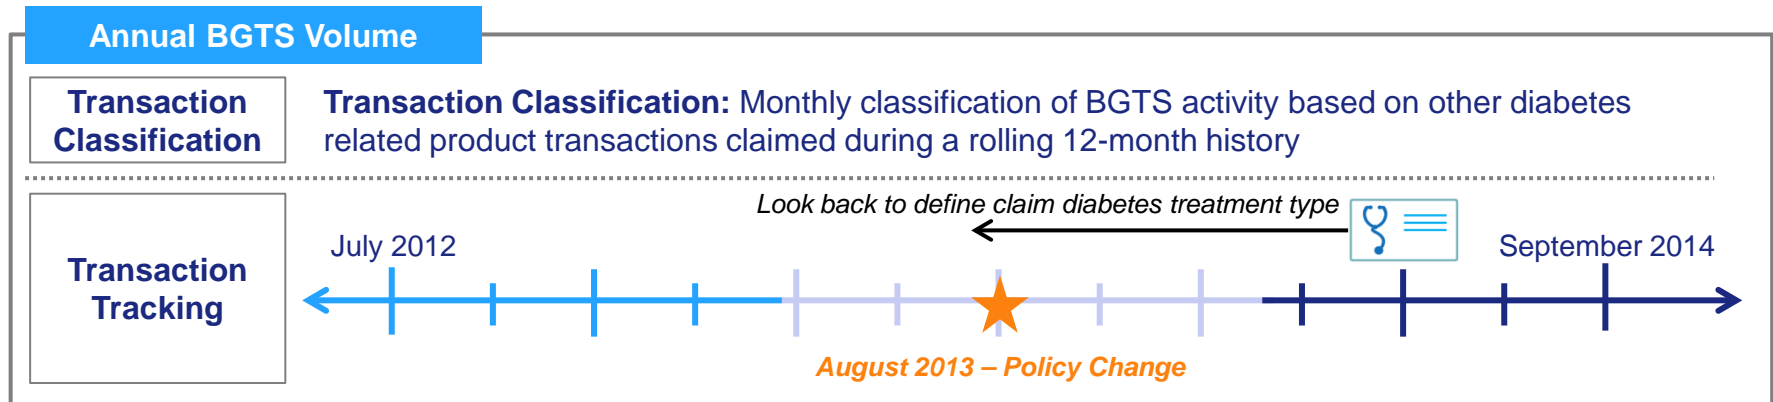 Annual BGTS Volume
Transaction
Classification
Transaction Classification: Monthly classification of BGTS activity based on other diabetes
related product transactions claimed during a rolling 12-month history
Look back to define claim diabetes treatment type
July 2012
September 2014
Transaction
Tracking
August 2013 – Policy Change